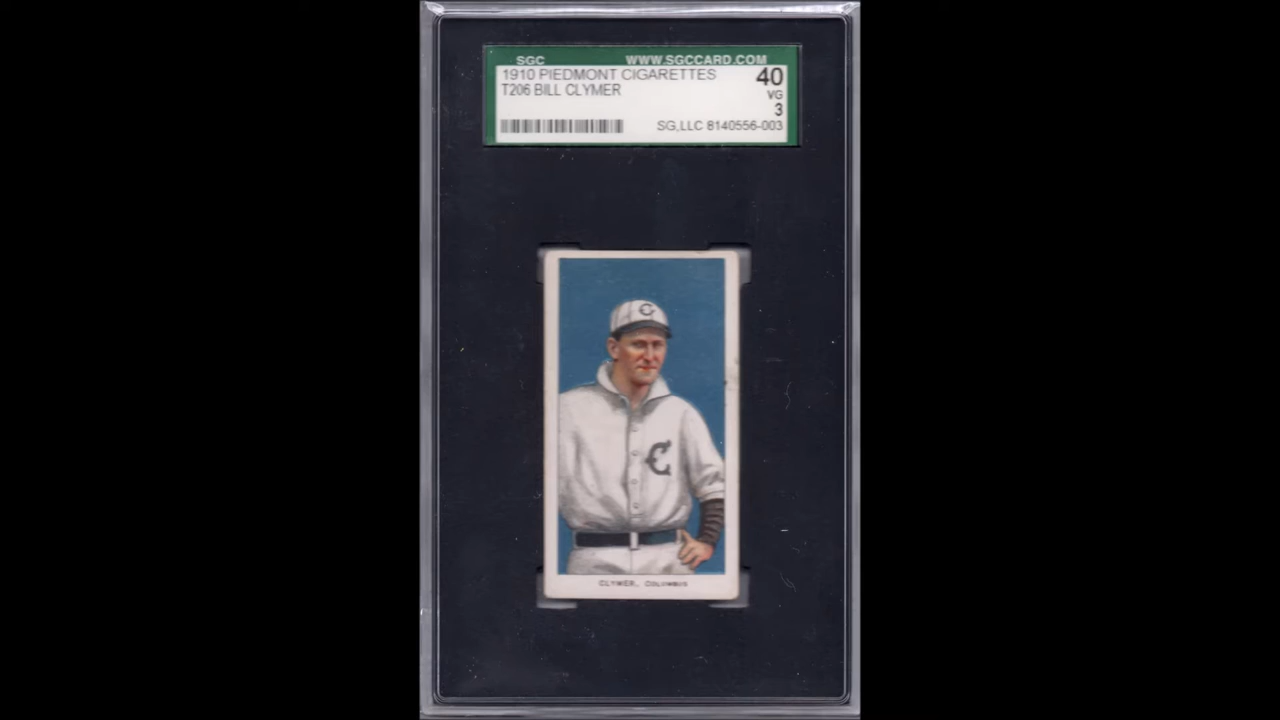 SGC WWW.SGCCARD.COM
1910 PIEDMONT CIGARETTES 40
T206 BILL CLYMER VG
3
SG,LLC 8140556-003
C
C
CLYMER, COLUMBUS